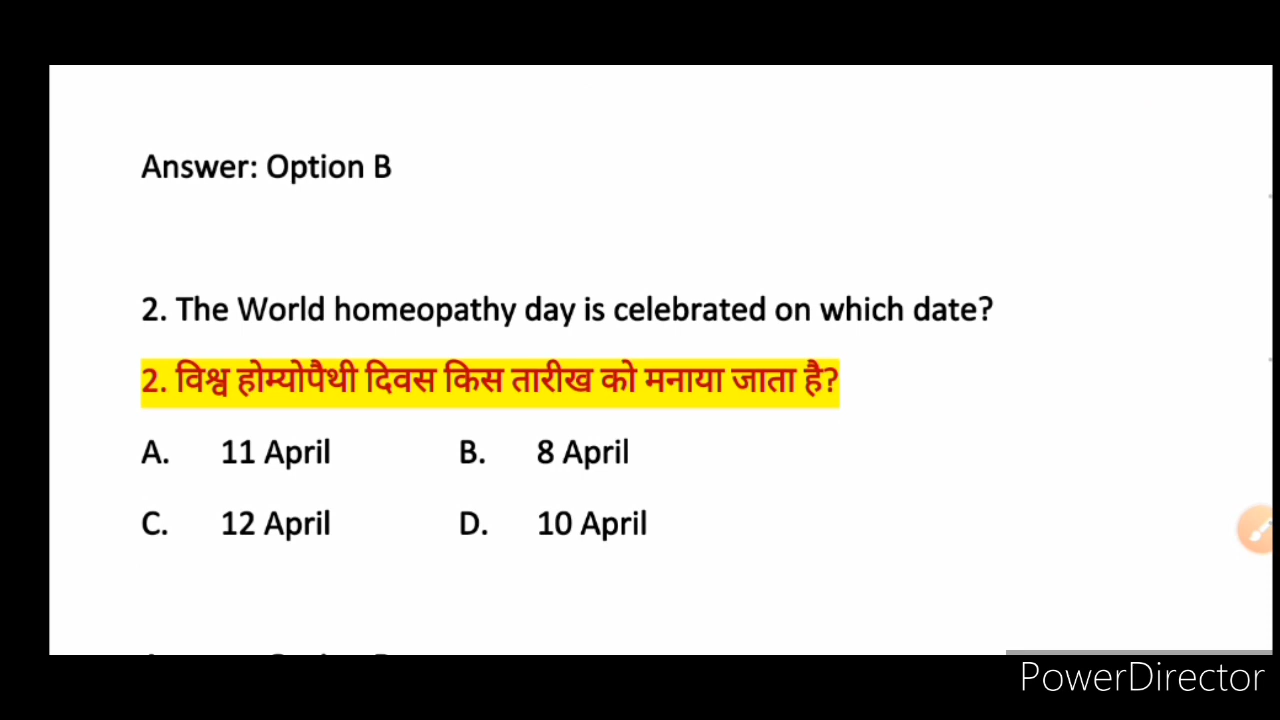 Answer: Option B
2. The World homeopathy day is celebrated on which date?
2. विश्व होम्योपैथी दिवस किस तारीख को मनाया जाता है?
A. 11 April B. 8 April
C. 12 April D. 10 April
PowerDirector